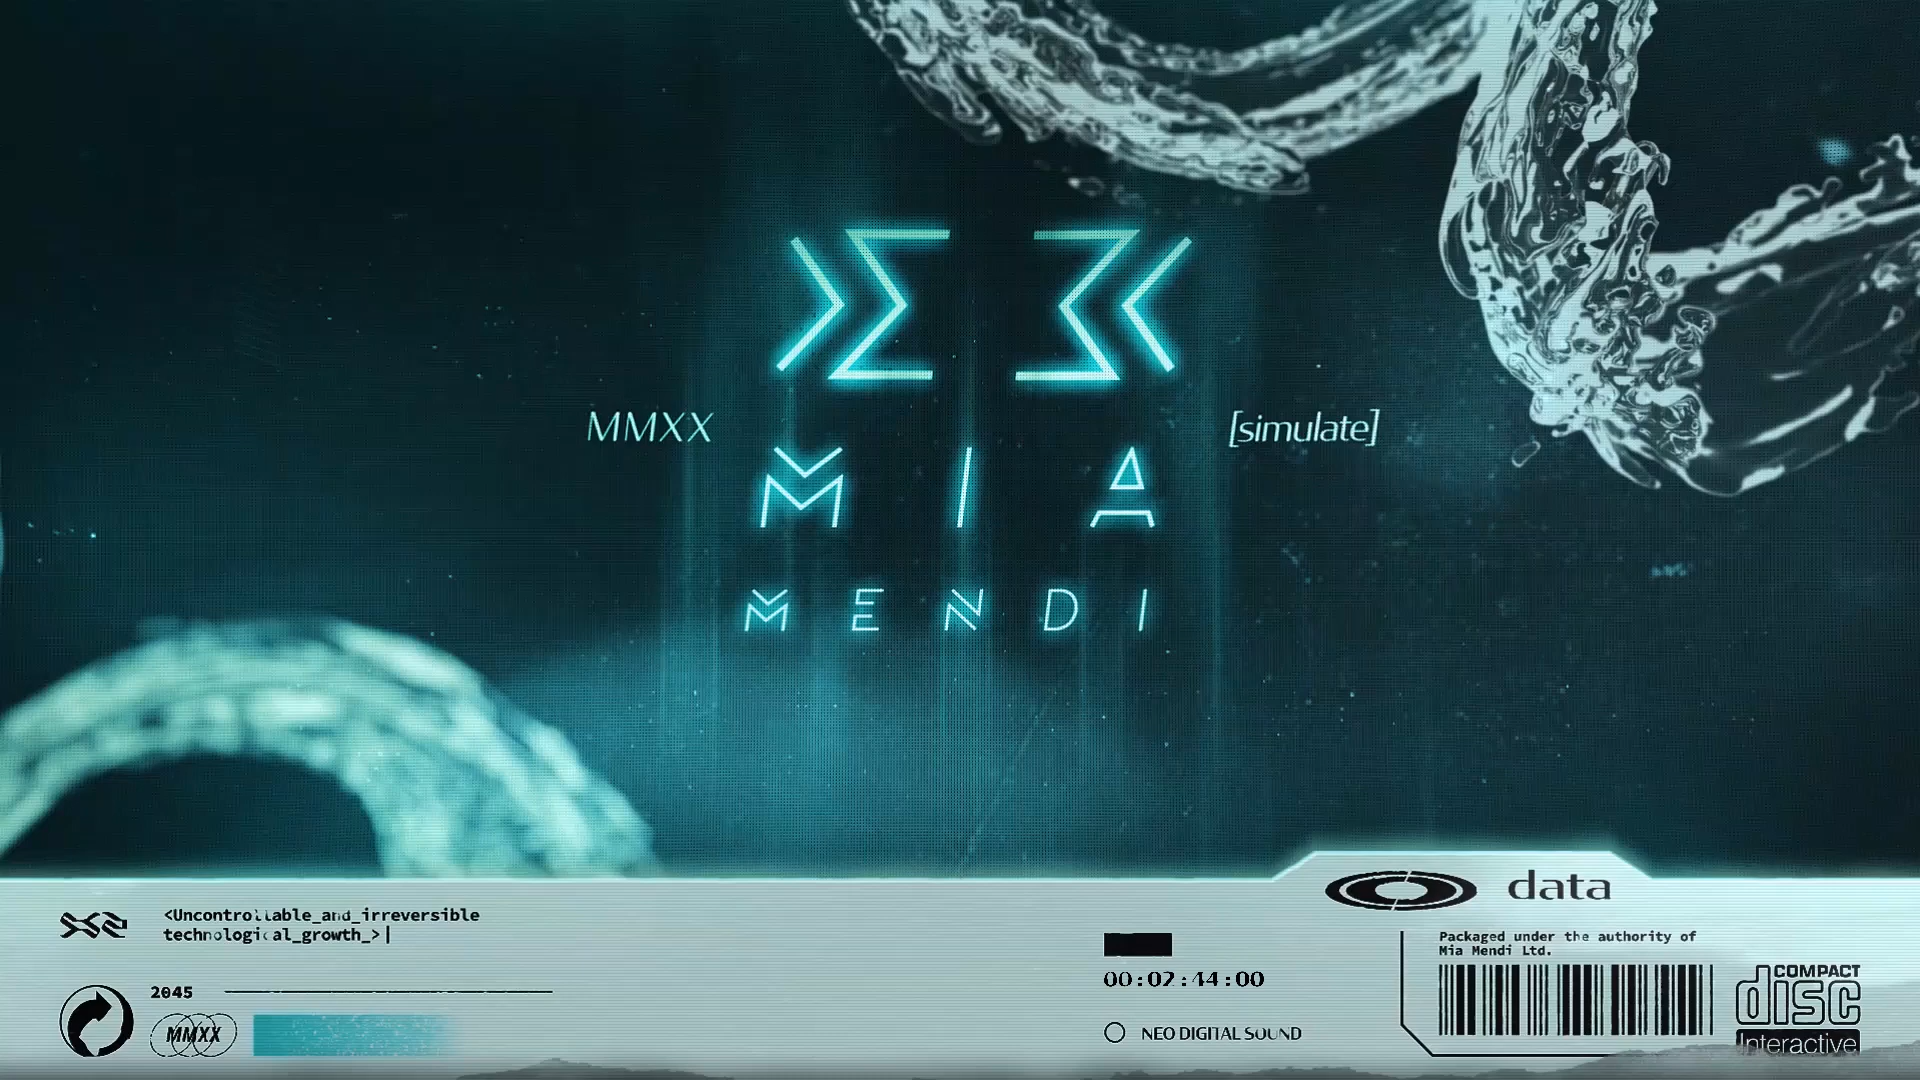 MMXX
[simulate]
MIA
MENDI
data
<Uncontrollable_and_irreversible
technological_growth_>|
Packaged under the authority of
Mia Mendi Ltd.
00:02:44:00
2045
MMXX
NEO DIGITAL SOUND
COMPACT
disc
Interactive